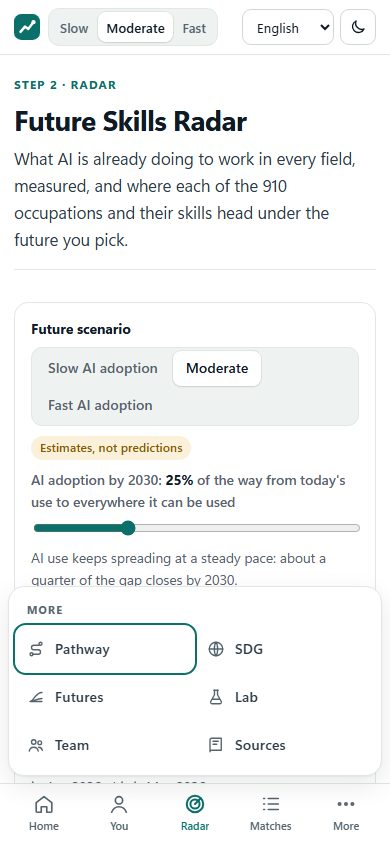 Slow Moderate Fast English
STEP 2 · RADAR
Future Skills Radar
What AI is already doing to work in every field,
measured, and where each of the 910
occupations and their skills head under the
future you pick.
Future scenario
Slow AI adoption Moderate
Fast AI adoption
Estimates, not predictions
AI adoption by 2030: 25% of the way from today's
use to everywhere it can be used
AI use keeps spreading at a steady pace: about a
quarter of the gap closes by 2030.
MORE
Pathway SDG
Futures Lab
Team Sources
Home You Radar Matches More